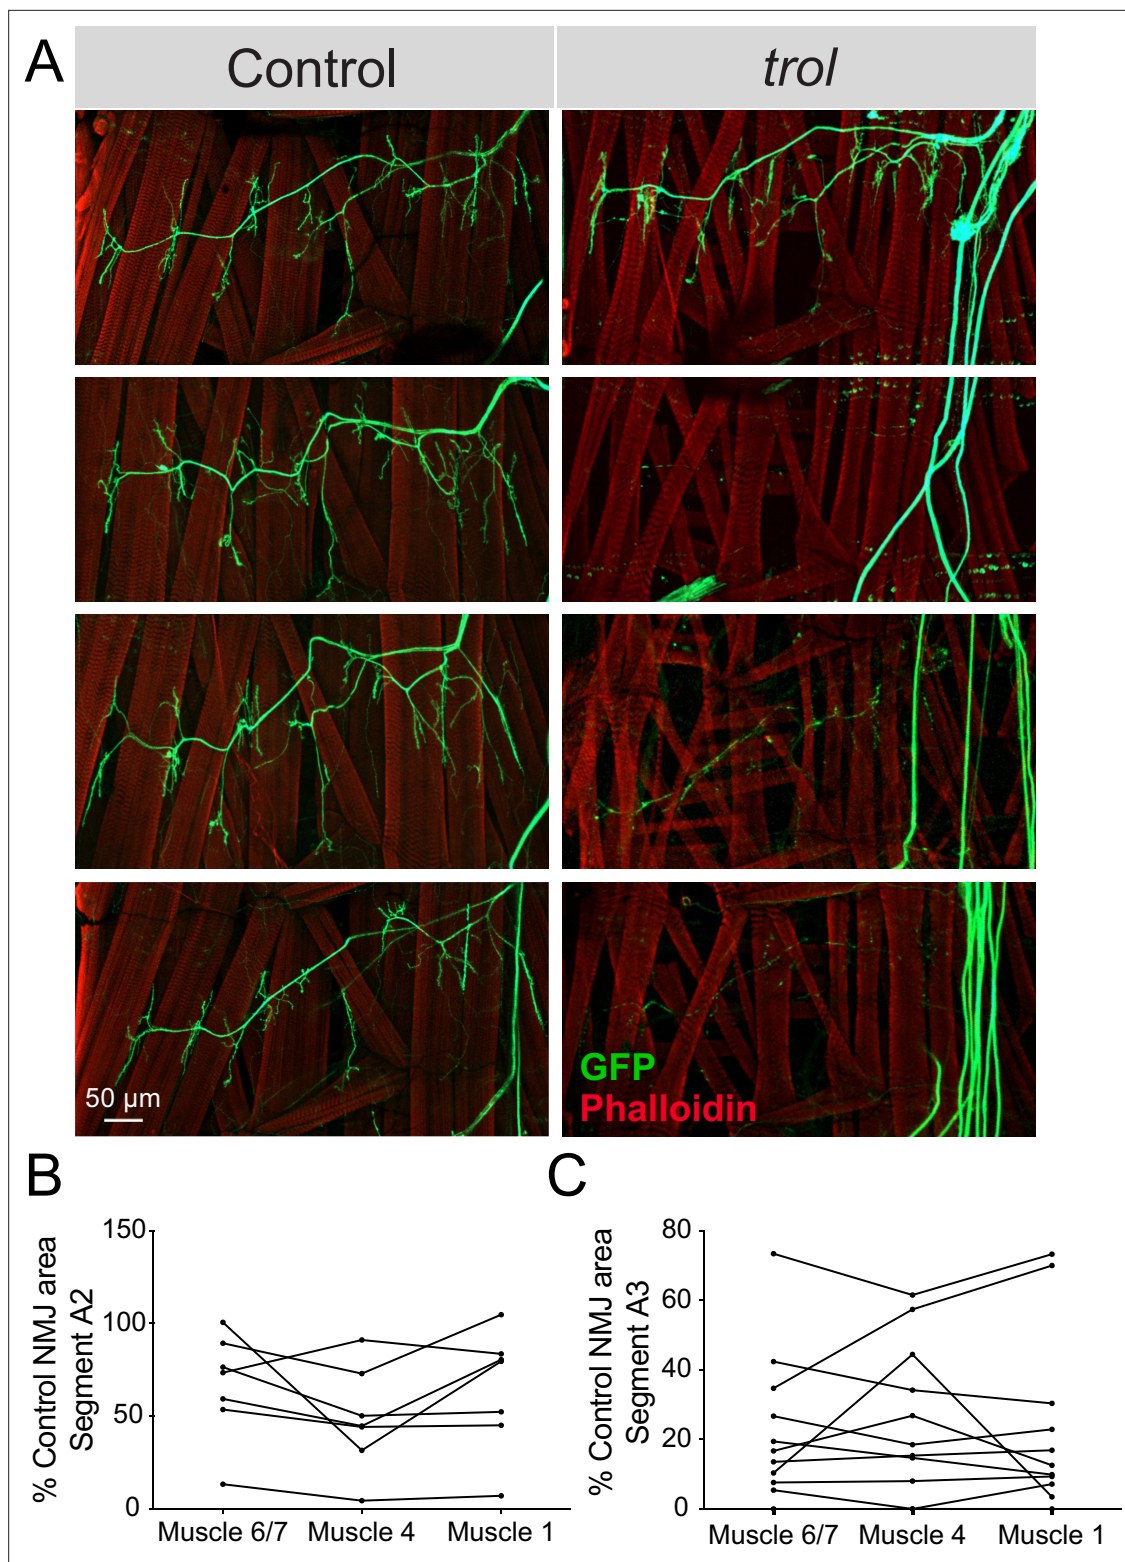 A
Control
trol
50 µm
GFP
Phalloidin
B
% Control NMJ area
Segment A2
150
100
50
0
Muscle 6/7
Muscle 4
Muscle 1
C
% Control NMJ area
Segment A3
80
60
40
20
0
Muscle 6/7
Muscle 4
Muscle 1